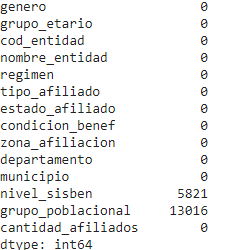 genero 0
grupo_etario 0
cod_entidad 0
nombre_entidad 0
regimen 0
tipo_afiliado 0
estado_afiliado 0
condicion_benef 0
zona_afiliacion 0
departamento 0
municipio 0
nivel_sisben 5821
grupo_poblacional 13016
cantidad_afiliados 0
dtype: int64